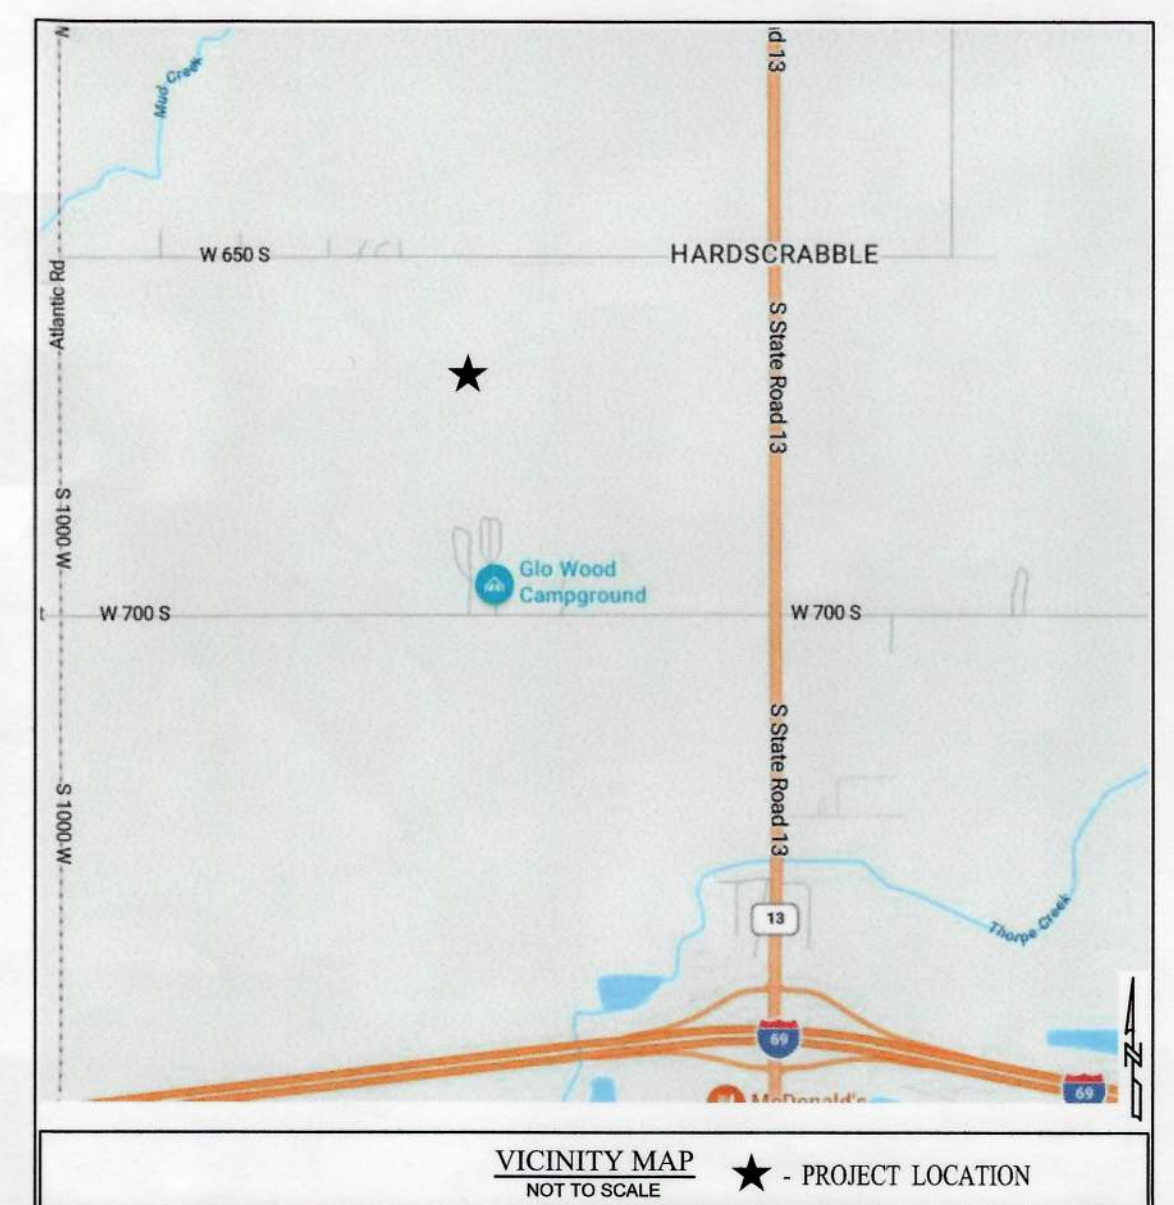 Mud Creek
d 13
W 650 S
HARDSCRABBLE
Atlantic Rd
S State Road 13
S 1000 W
Glo Wood
Campground
W 700 S
W 700 S
S State Road 13
S 1000 W
13
Thorpe Creek
69
N
69
McDonald's
VICINITY MAP
NOT TO SCALE
- PROJECT LOCATION